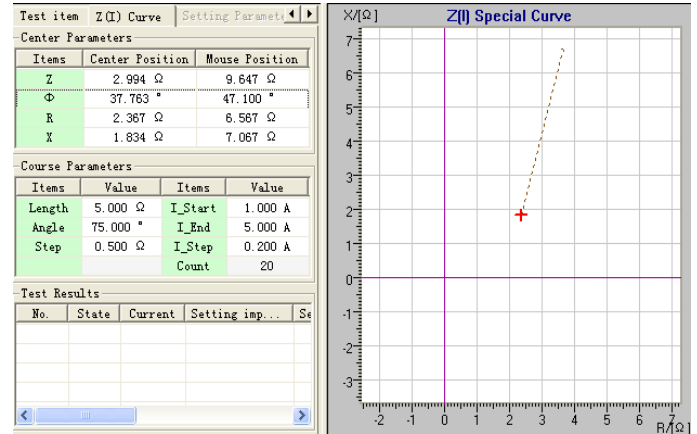 Test item Z(I) Curve Setting Paramet
Center Parameters
Items Center Position Mouse Position
Z 2.994 Ω 9.647 Ω
Φ 37.763 ° 47.100 °
R 2.367 Ω 6.567 Ω
X 1.834 Ω 7.067 Ω
Course Parameters
Items Value Items Value
Length 5.000 Ω I_Start 1.000 A
Angle 75.000 ° I_End 5.000 A
Step 0.500 Ω I_Step 0.200 A
Count 20
Test Results
No. State Current Setting imp... Se
X/[Ω] Z(I) Special Curve
7
6
5
4
3
2
1
0
-1
-2
-3
-2 -1 0 1 2 3 4 5 6 7
R/[Ω]